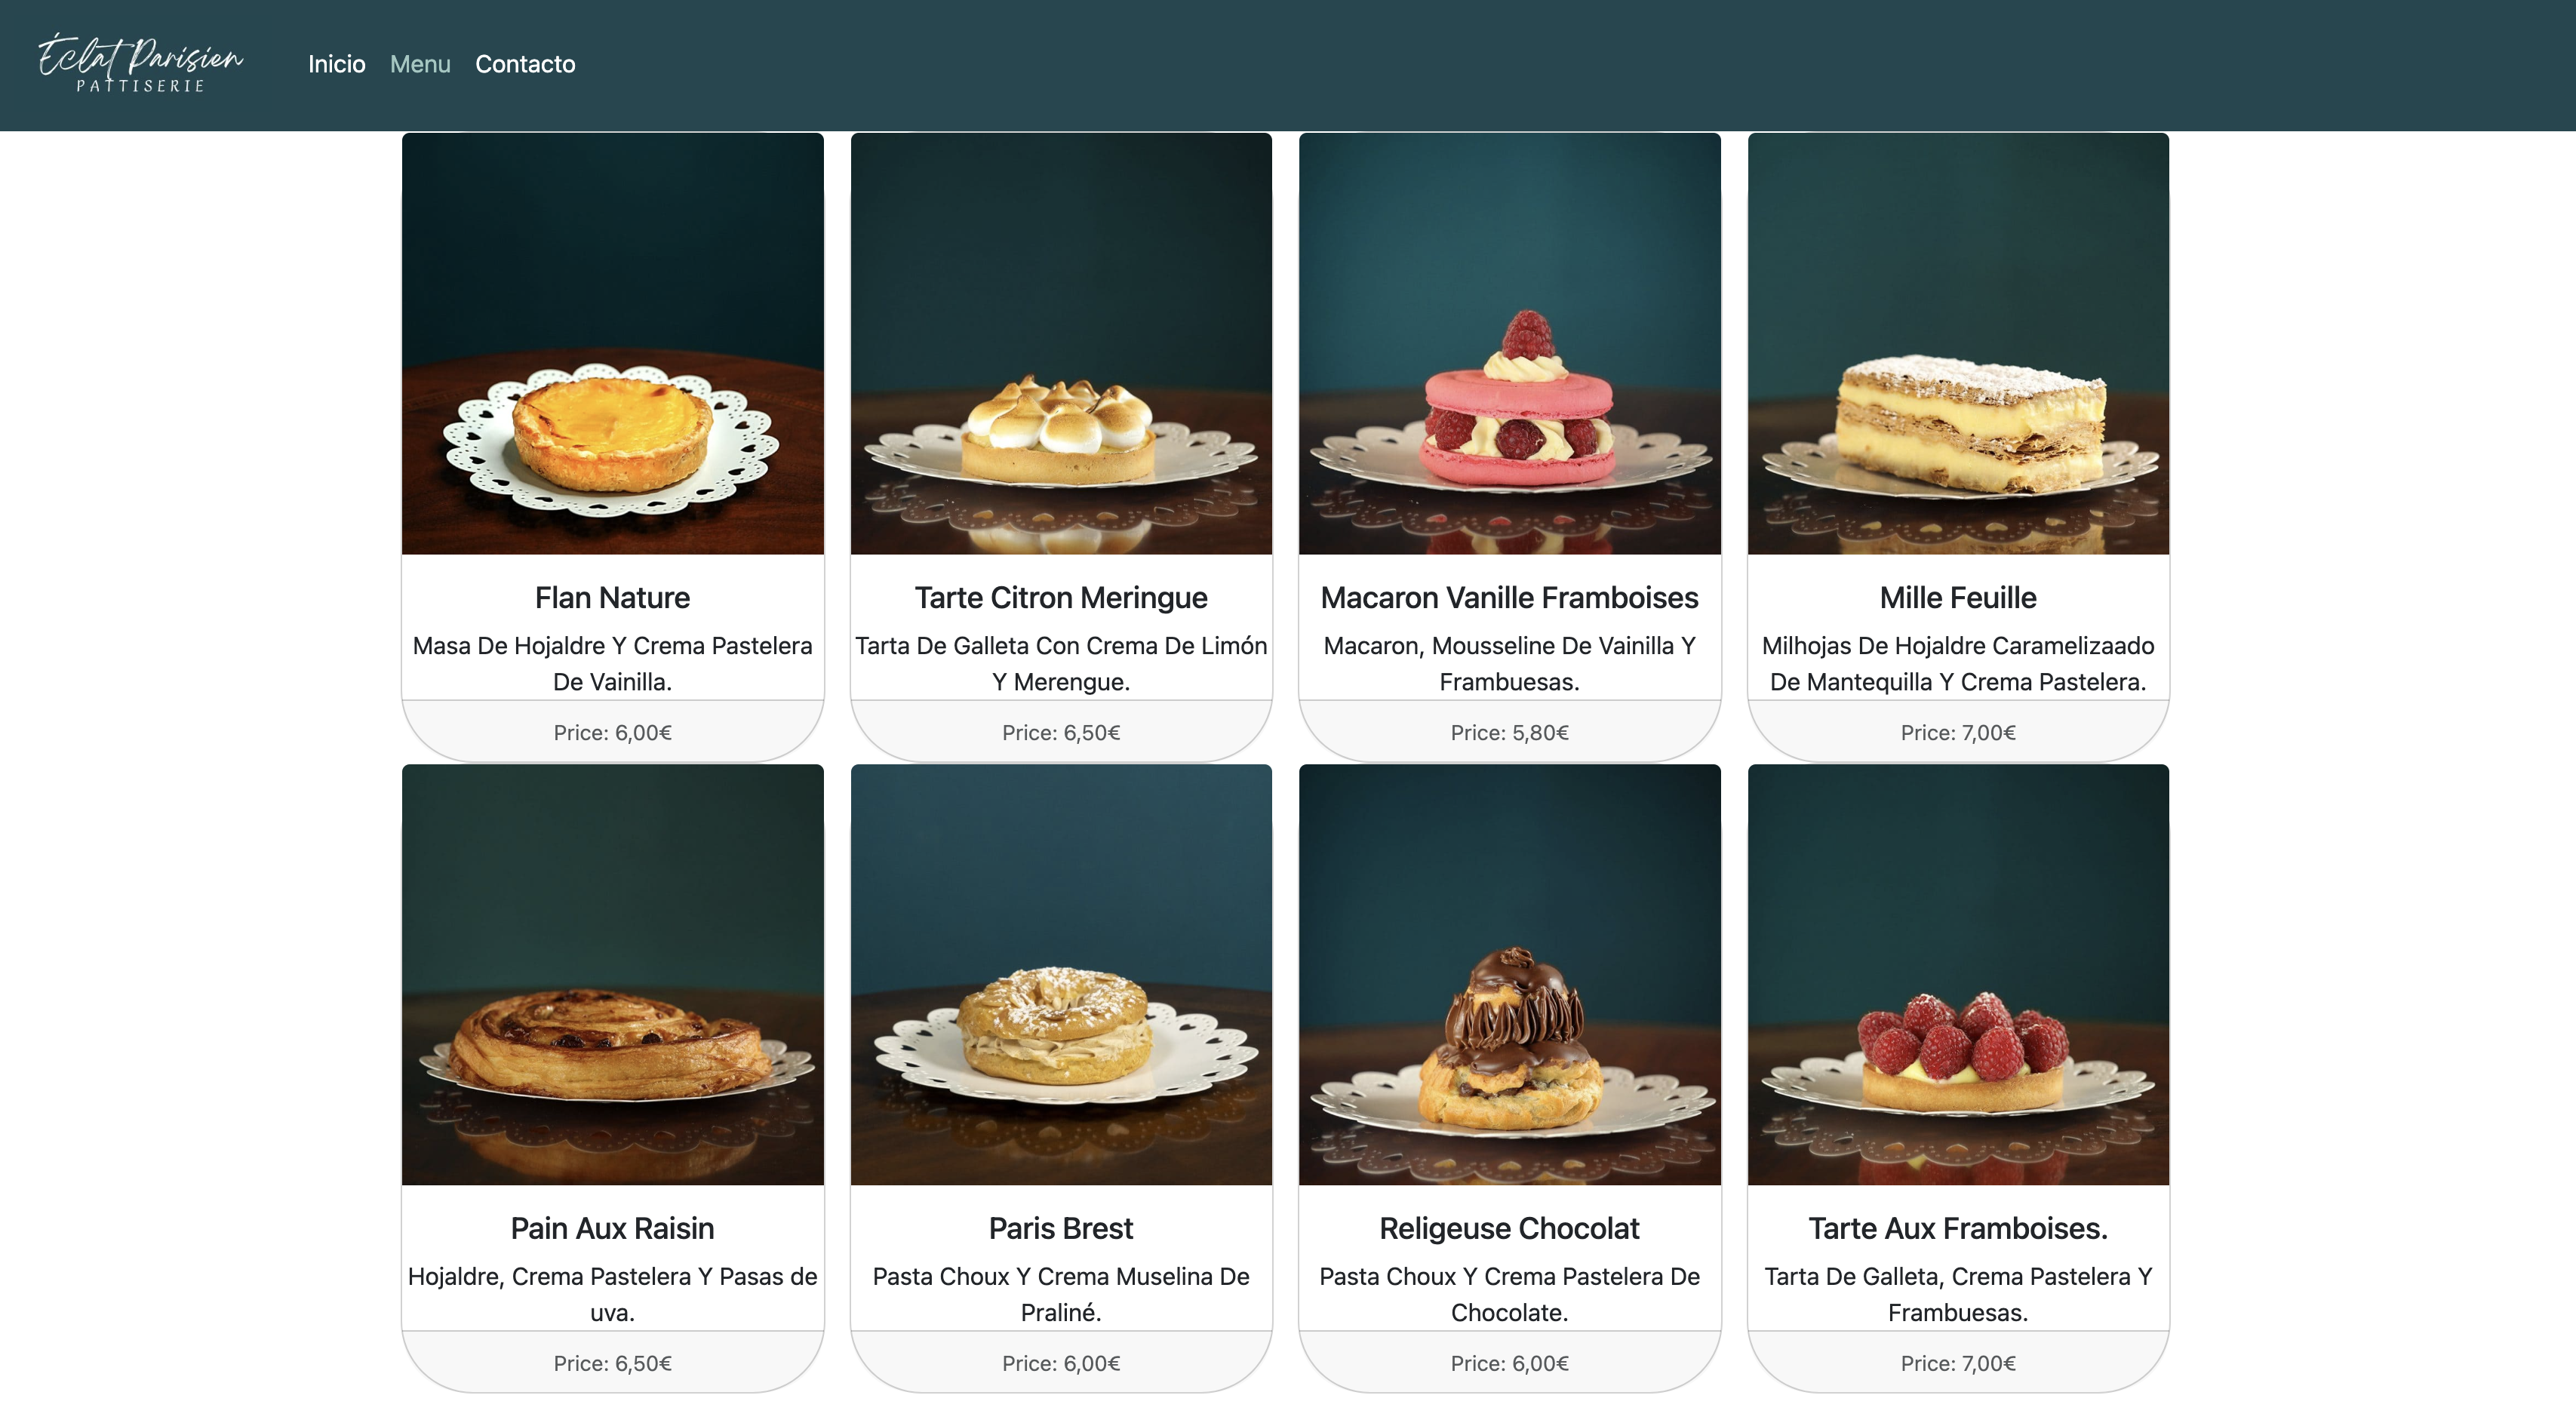 Éclat Parisien
PATTISERIE
Inicio Menu Contacto
Flan Nature
Masa De Hojaldre Y Crema Pastelera
De Vainilla.
Price: 6,00€
Tarte Citron Meringue
Tarta De Galleta Con Crema De Limón
Y Merengue.
Price: 6,50€
Macaron Vanille Framboises
Macaron, Mousseline De Vainilla Y
Frambuesas.
Price: 5,80€
Mille Feuille
Milhojas De Hojaldre Caramelizaado
De Mantequilla Y Crema Pastelera.
Price: 7,00€
Pain Aux Raisin
Hojaldre, Crema Pastelera Y Pasas de
uva.
Price: 6,50€
Paris Brest
Pasta Choux Y Crema Muselina De
Praliné.
Price: 6,00€
Religeuse Chocolat
Pasta Choux Y Crema Pastelera De
Chocolate.
Price: 6,00€
Tarte Aux Framboises.
Tarta De Galleta, Crema Pastelera Y
Frambuesas.
Price: 7,00€